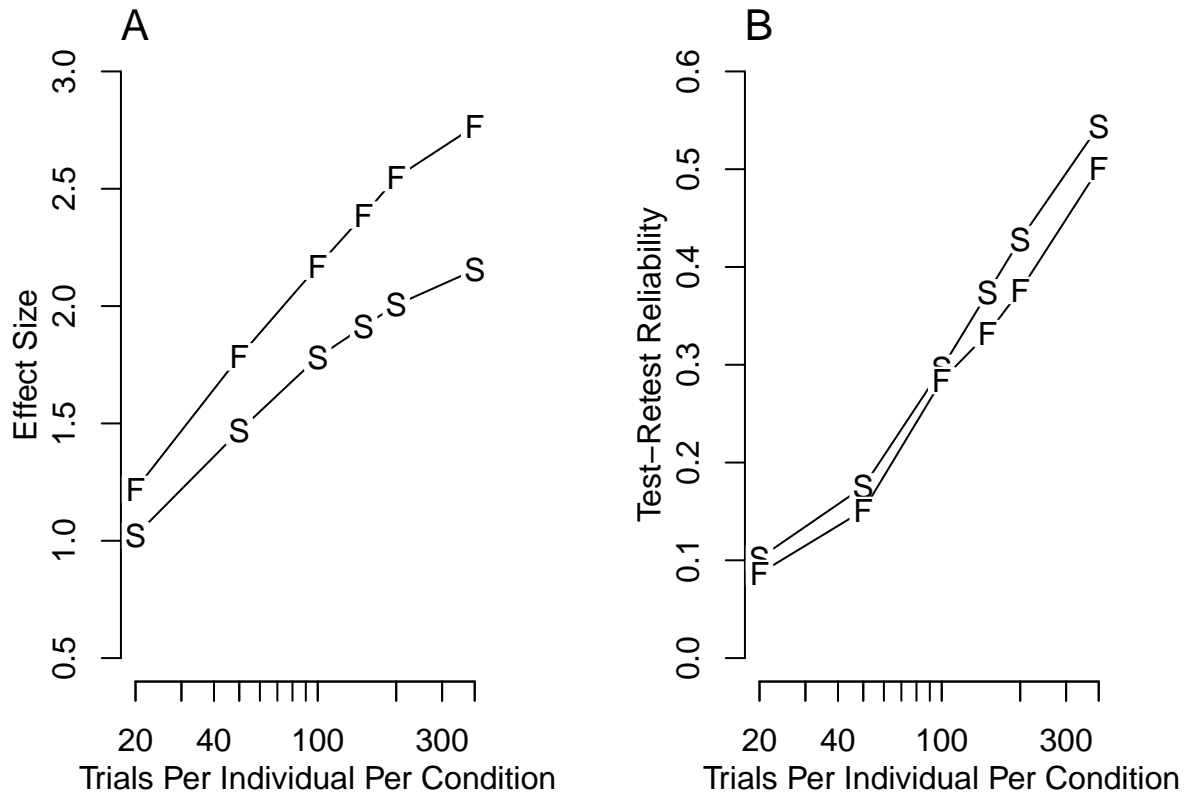 A
Effect Size
3.0
2.5
2.0
1.5
1.0
0.5
F
F
F
F
F
F
S
S
S
S
S
S
20 40 100 300
Trials Per Individual Per Condition
B
Test−Retest Reliability
0.6
0.5
0.4
0.3
0.2
0.1
0.0
S
S
S
S
S
S
F
F
F
F
F
F
20 40 100 300
Trials Per Individual Per Condition